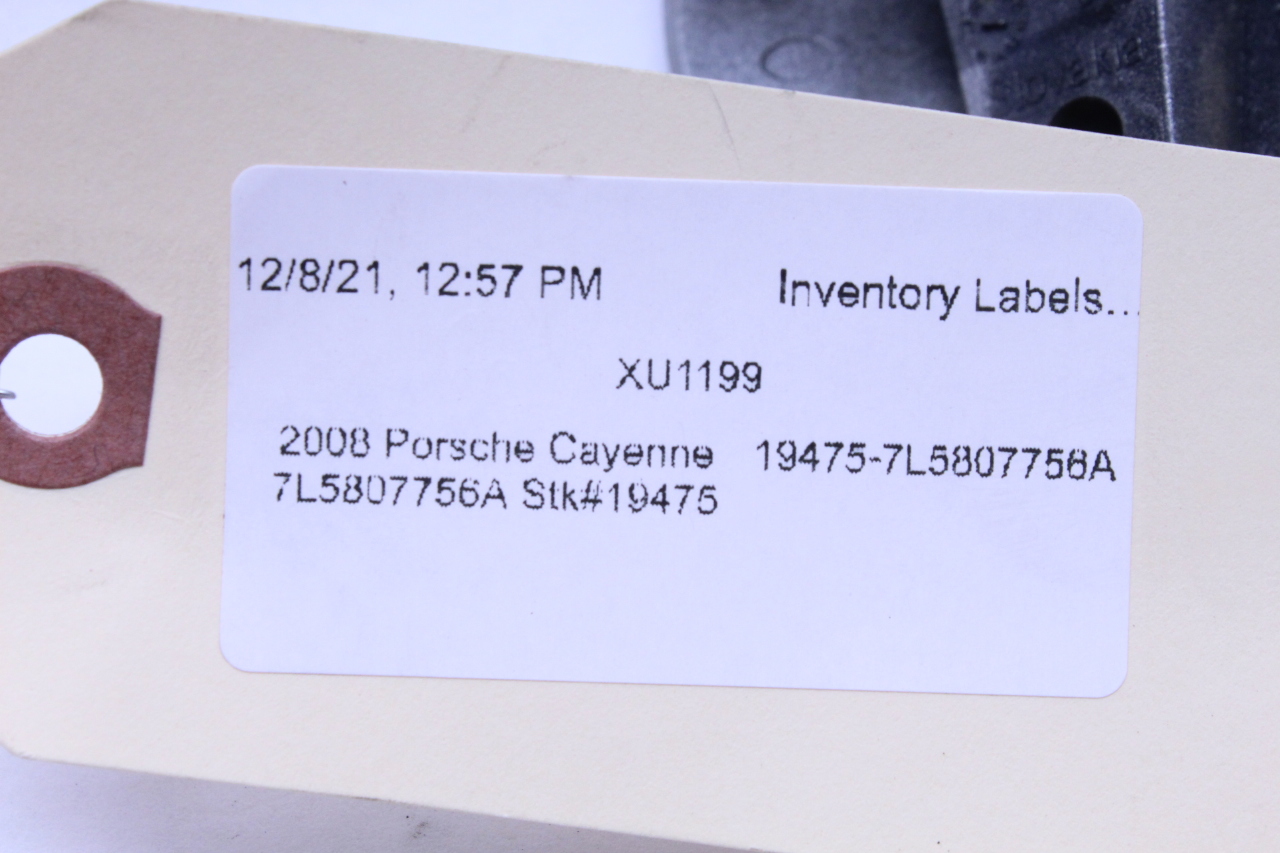 12/8/21, 12:57 PM Inventory Labels...
XU1199
2008 Porsche Cayenne 19475-7L5807756A
7L5807756A Stk#19475